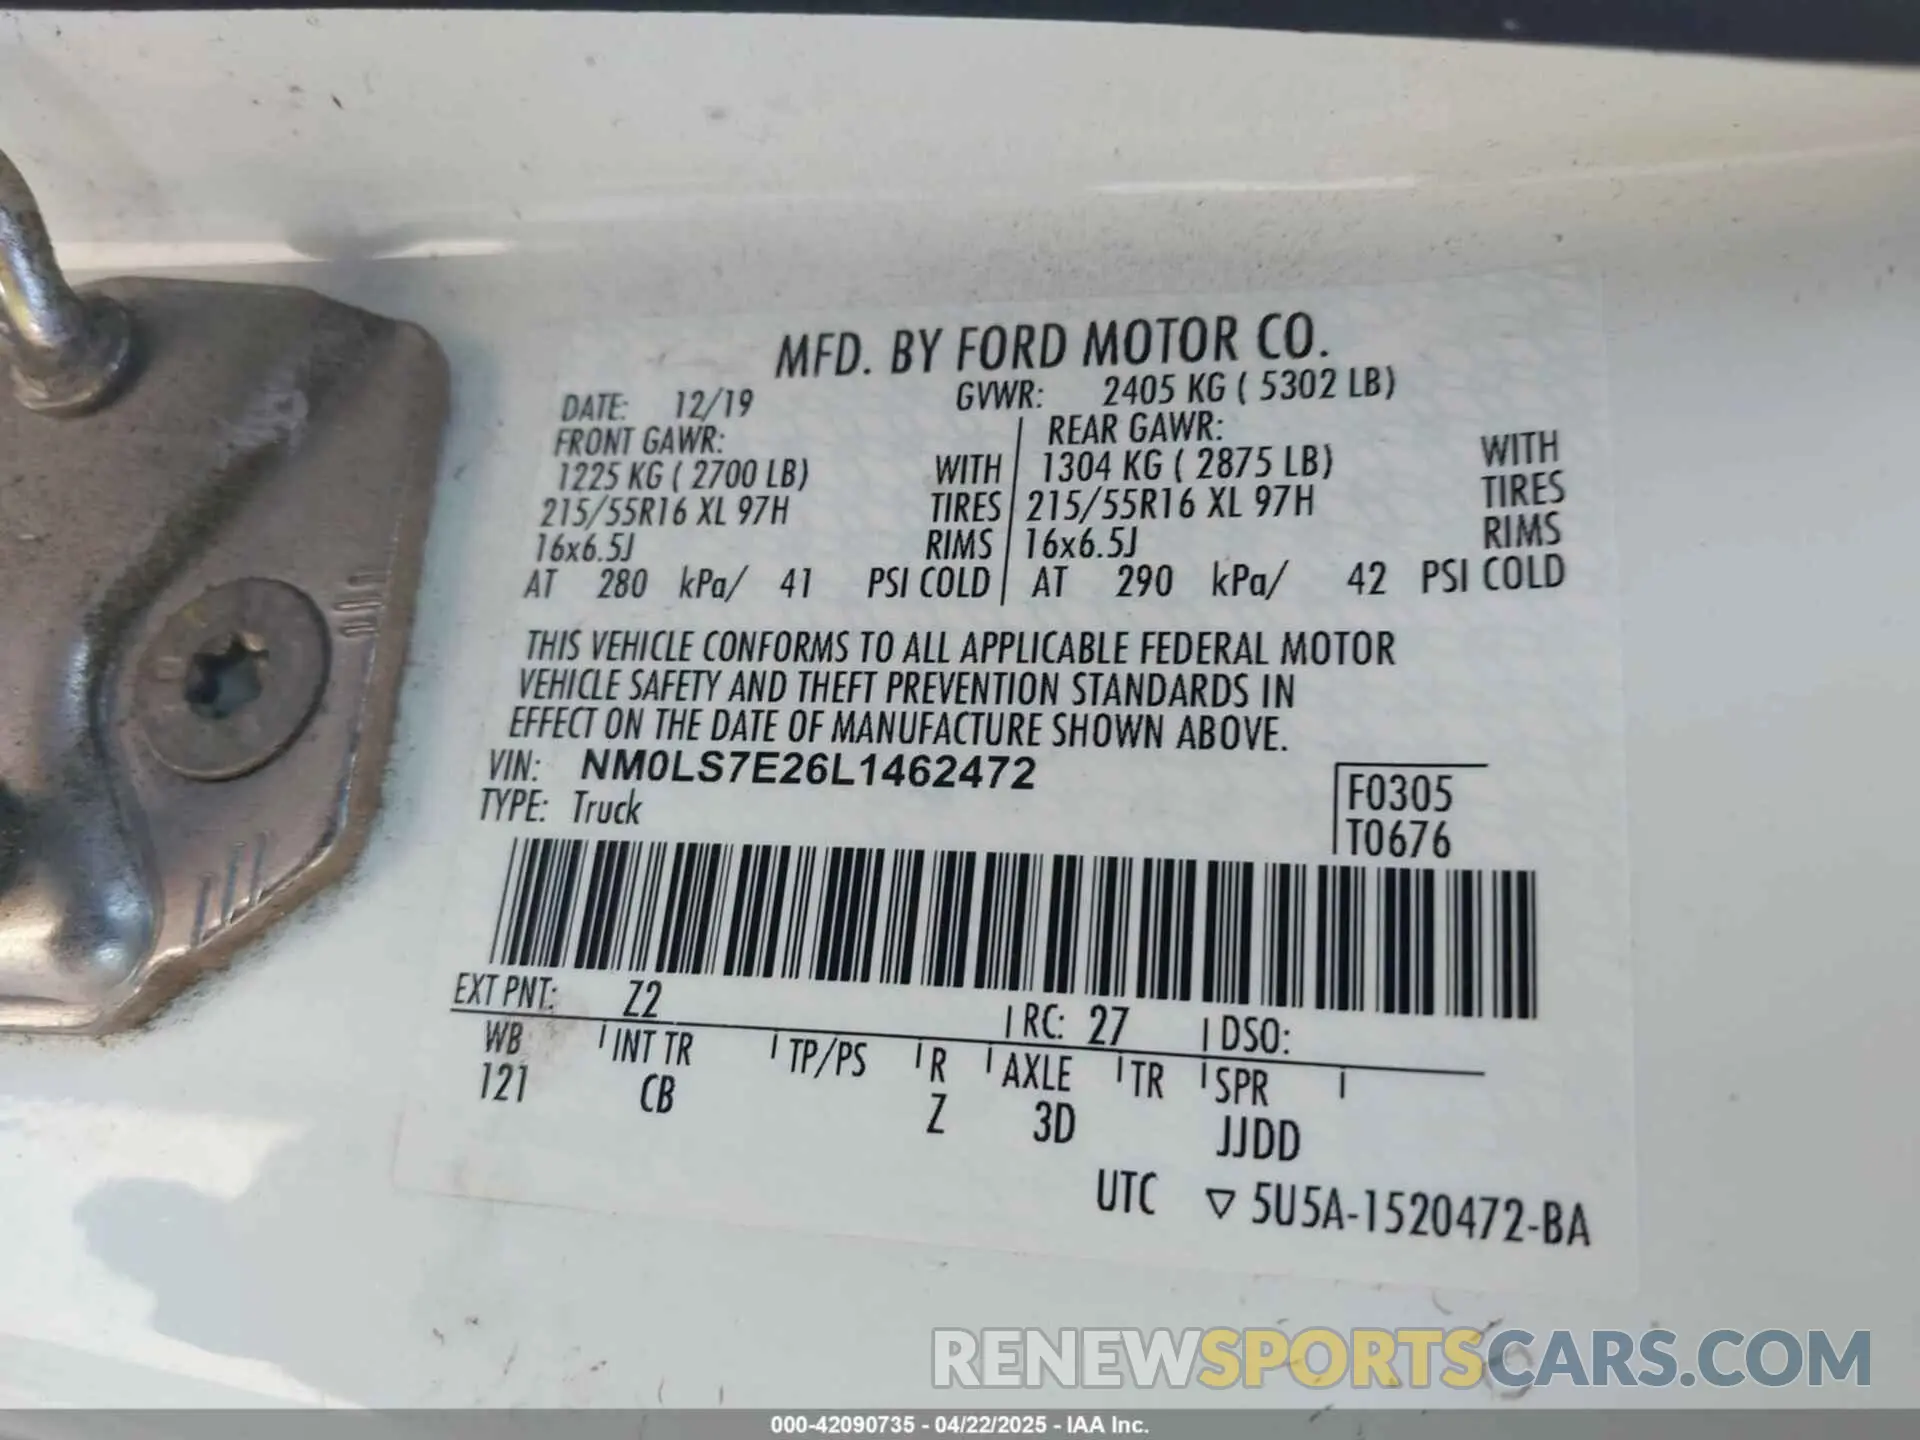 MFD. BY FORD MOTOR CO.
DATE: 12/19 GVWR: 2405 KG ( 5302 LB)
FRONT GAWR: REAR GAWR:
1225 KG ( 2700 LB) WITH 1304 KG ( 2875 LB) WITH
215/55R16 XL 97H TIRES 215/55R16 XL 97H TIRES
16x6.5J RIMS 16x6.5J RIMS
AT 280 kPa/ 41 PSI COLD AT 290 kPa/ 42 PSI COLD
THIS VEHICLE CONFORMS TO ALL APPLICABLE FEDERAL MOTOR
VEHICLE SAFETY AND THEFT PREVENTION STANDARDS IN
EFFECT ON THE DATE OF MANUFACTURE SHOWN ABOVE.
VIN: NM0LS7E26L1462472
TYPE: Truck
F0305
T0676
EXT PNT: Z2 RC: 27 DSO:
WB INT TR TP/PS R AXLE TR SPR
121 CB Z 3D JJDD
UTC ▽ 5U5A-1520472-BA
RENEWSPORTSCARS.COM
000-42090735 - 04/22/2025 - IAA Inc.